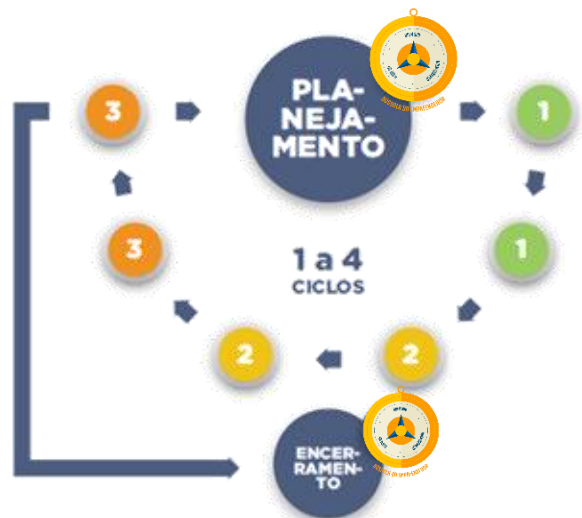 PLA-
NEJA-
MENTO
3
1
3
1
1 a 4
CICLOS
2
2
ENCER-
RAMEN-
TO